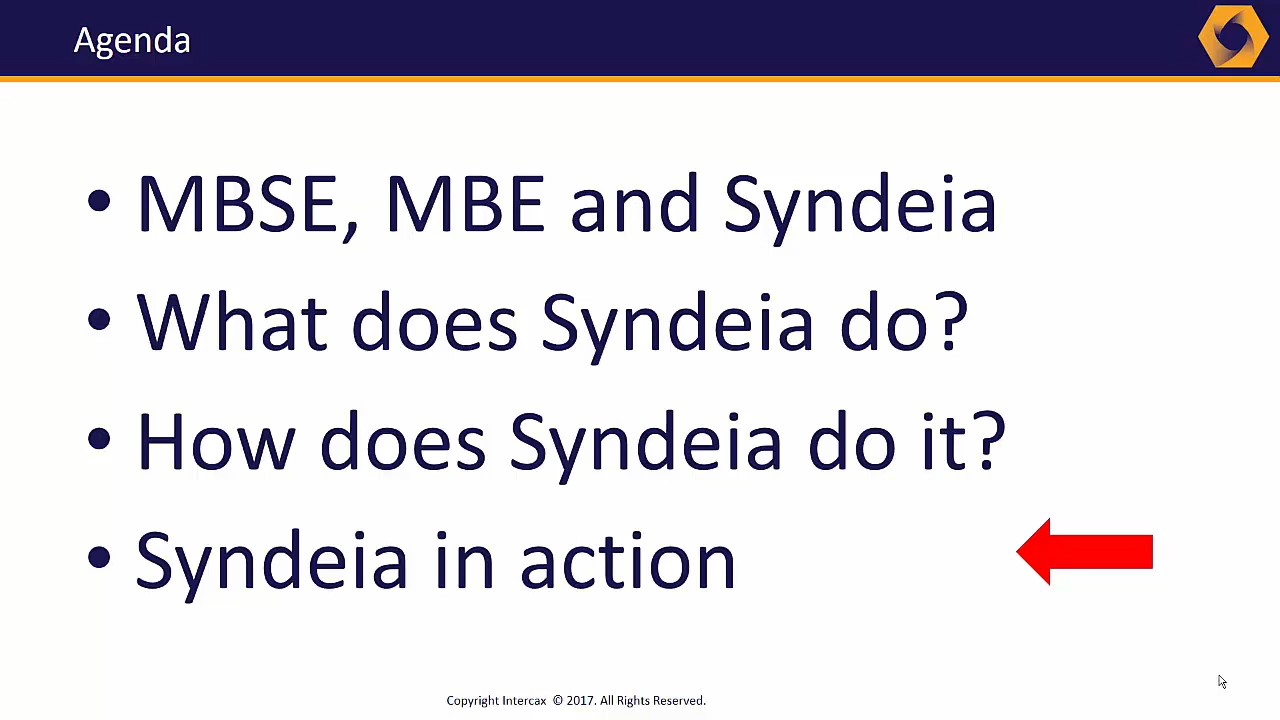 Agenda
• MBSE, MBE and Syndeia
• What does Syndeia do?
• How does Syndeia do it?
• Syndeia in action
Copyright Intercax © 2017. All Rights Reserved.